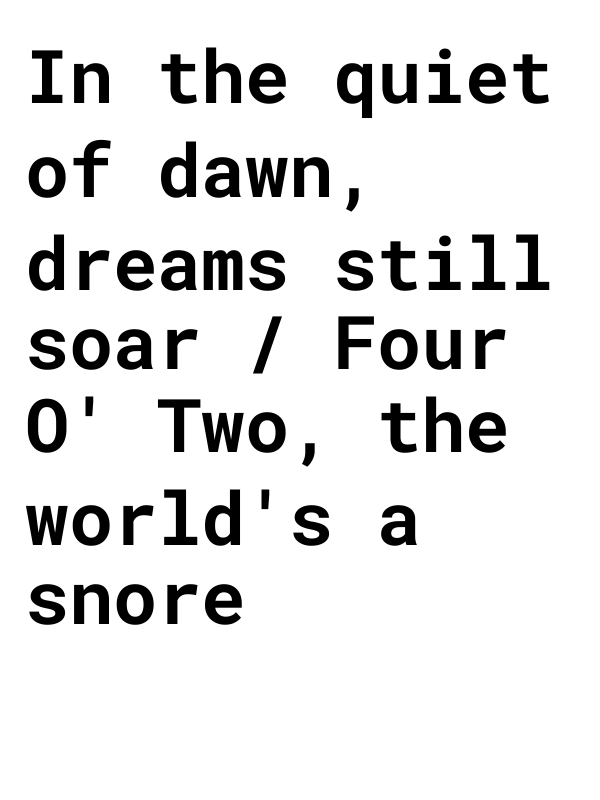 In the quiet
of dawn,
dreams still
soar / Four
O' Two, the
world's a
snore